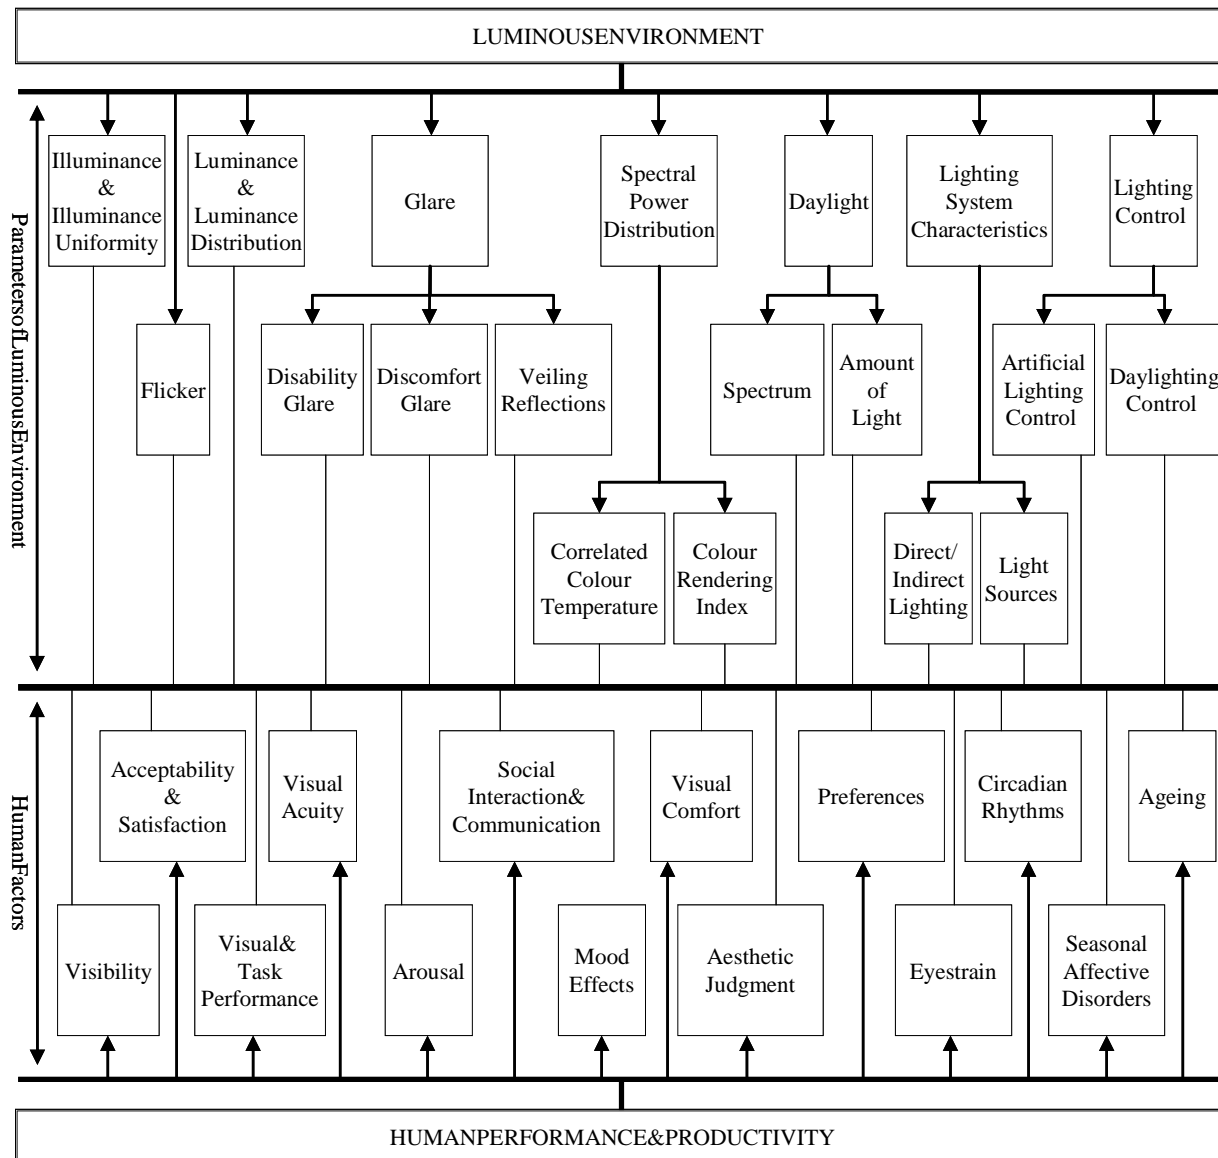 LUMINOUSENVIRONMENT
ParametersofLuminousEnvironment
Illuminance
&
Illuminance
Uniformity
Luminance
&
Luminance
Distribution
Glare
Spectral
Power
Distribution
Daylight
Lighting
System
Characteristics
Lighting
Control
Flicker
Disability
Glare
Discomfort
Glare
Veiling
Reflections
Spectrum
Amount
of
Light
Artificial
Lighting
Control
Daylighting
Control
Correlated
Colour
Temperature
Colour
Rendering
Index
Direct/
Indirect
Lighting
Light
Sources
HumanFactors
Acceptability
&
Satisfaction
Visual
Acuity
Social
Interaction&
Communication
Visual
Comfort
Preferences
Circadian
Rhythms
Ageing
Visibility
Visual&
Task
Performance
Arousal
Mood
Effects
Aesthetic
Judgment
Eyestrain
Seasonal
Affective
Disorders
HUMANPERFORMANCE&PRODUCTIVITY